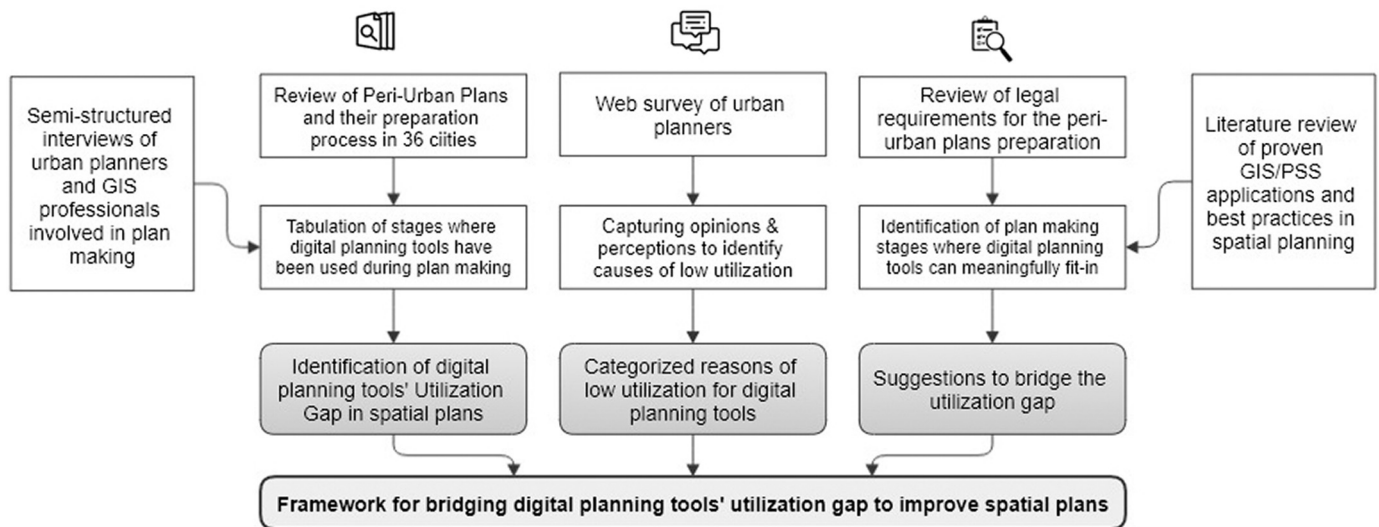 Semi-structured
interviews of
urban planners
and GIS
professionals
involved in plan
making
Review of Peri-Urban Plans
and their preparation
process in 36 ciities
Tabulation of stages where
digital planning tools have
been used during plan making
Identification of digital
planning tools' Utilization
Gap in spatial plans
Web survey of urban
planners
Capturing opinions &
perceptions to identify
causes of low utilization
Categorized reasons of
low utilization for digital
planning tools
Review of legal
requirements for the peri-
urban plans preparation
Identification of plan making
stages where digital planning
tools can meaningfully fit-in
Suggestions to bridge the
utilization gap
Literature review
of proven
GIS/PSS
applications and
best practices in
spatial planning
Framework for bridging digital planning tools' utilization gap to improve spatial plans